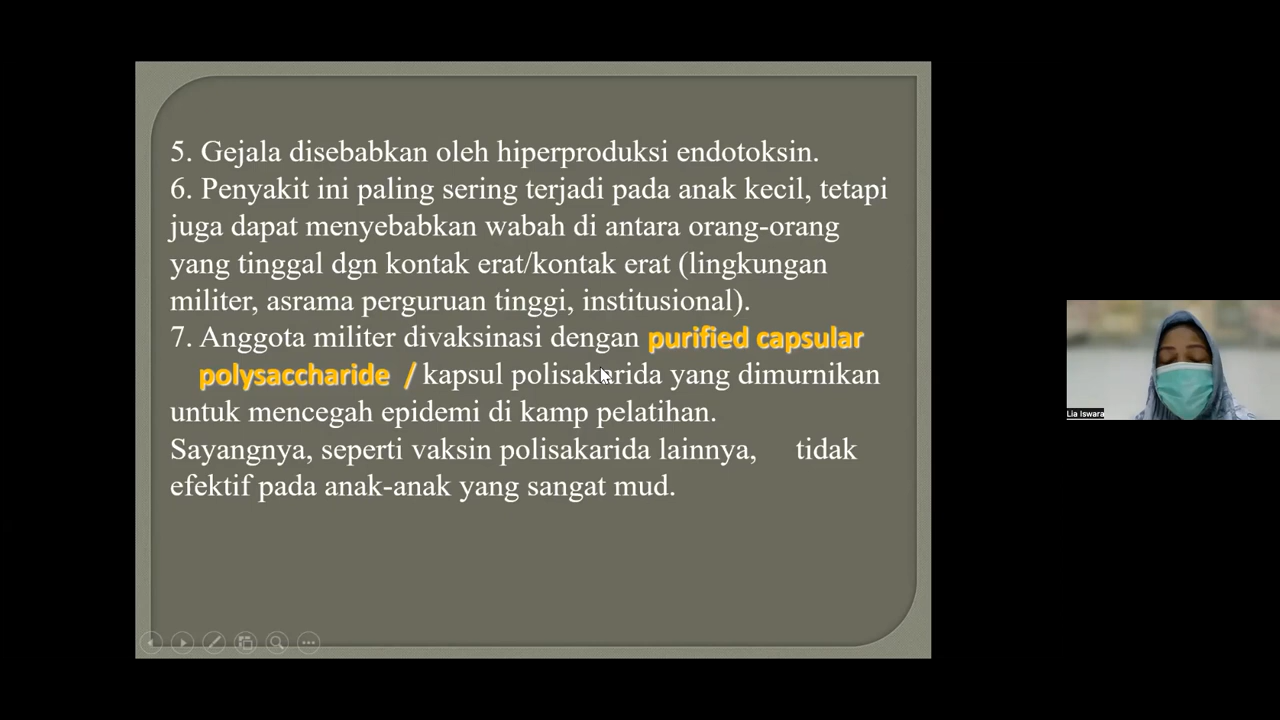 5. Gejala disebabkan oleh hiperproduksi endotoksin.
6. Penyakit ini paling sering terjadi pada anak kecil, tetapi
juga dapat menyebabkan wabah di antara orang-orang
yang tinggal dgn kontak erat/kontak erat (lingkungan
militer, asrama perguruan tinggi, institusional).
7. Anggota militer divaksinasi dengan purified capsular
polysaccharide / kapsul polisakarida yang dimurnikan
untuk mencegah epidemi di kamp pelatihan.
Sayangnya, seperti vaksin polisakarida lainnya, tidak
efektif pada anak-anak yang sangat mud.
Lia Iswara